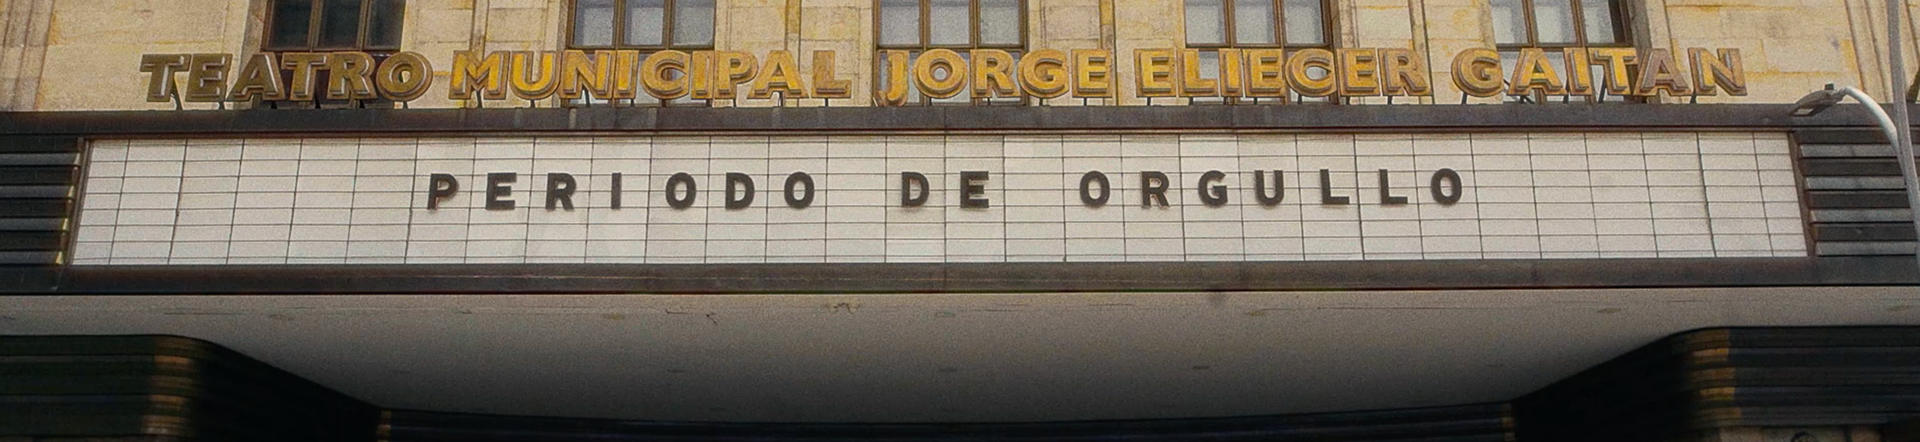 TEATRO MUNICIPAL JORGE ELIECER GAITAN
PERIODO DE ORGULLO